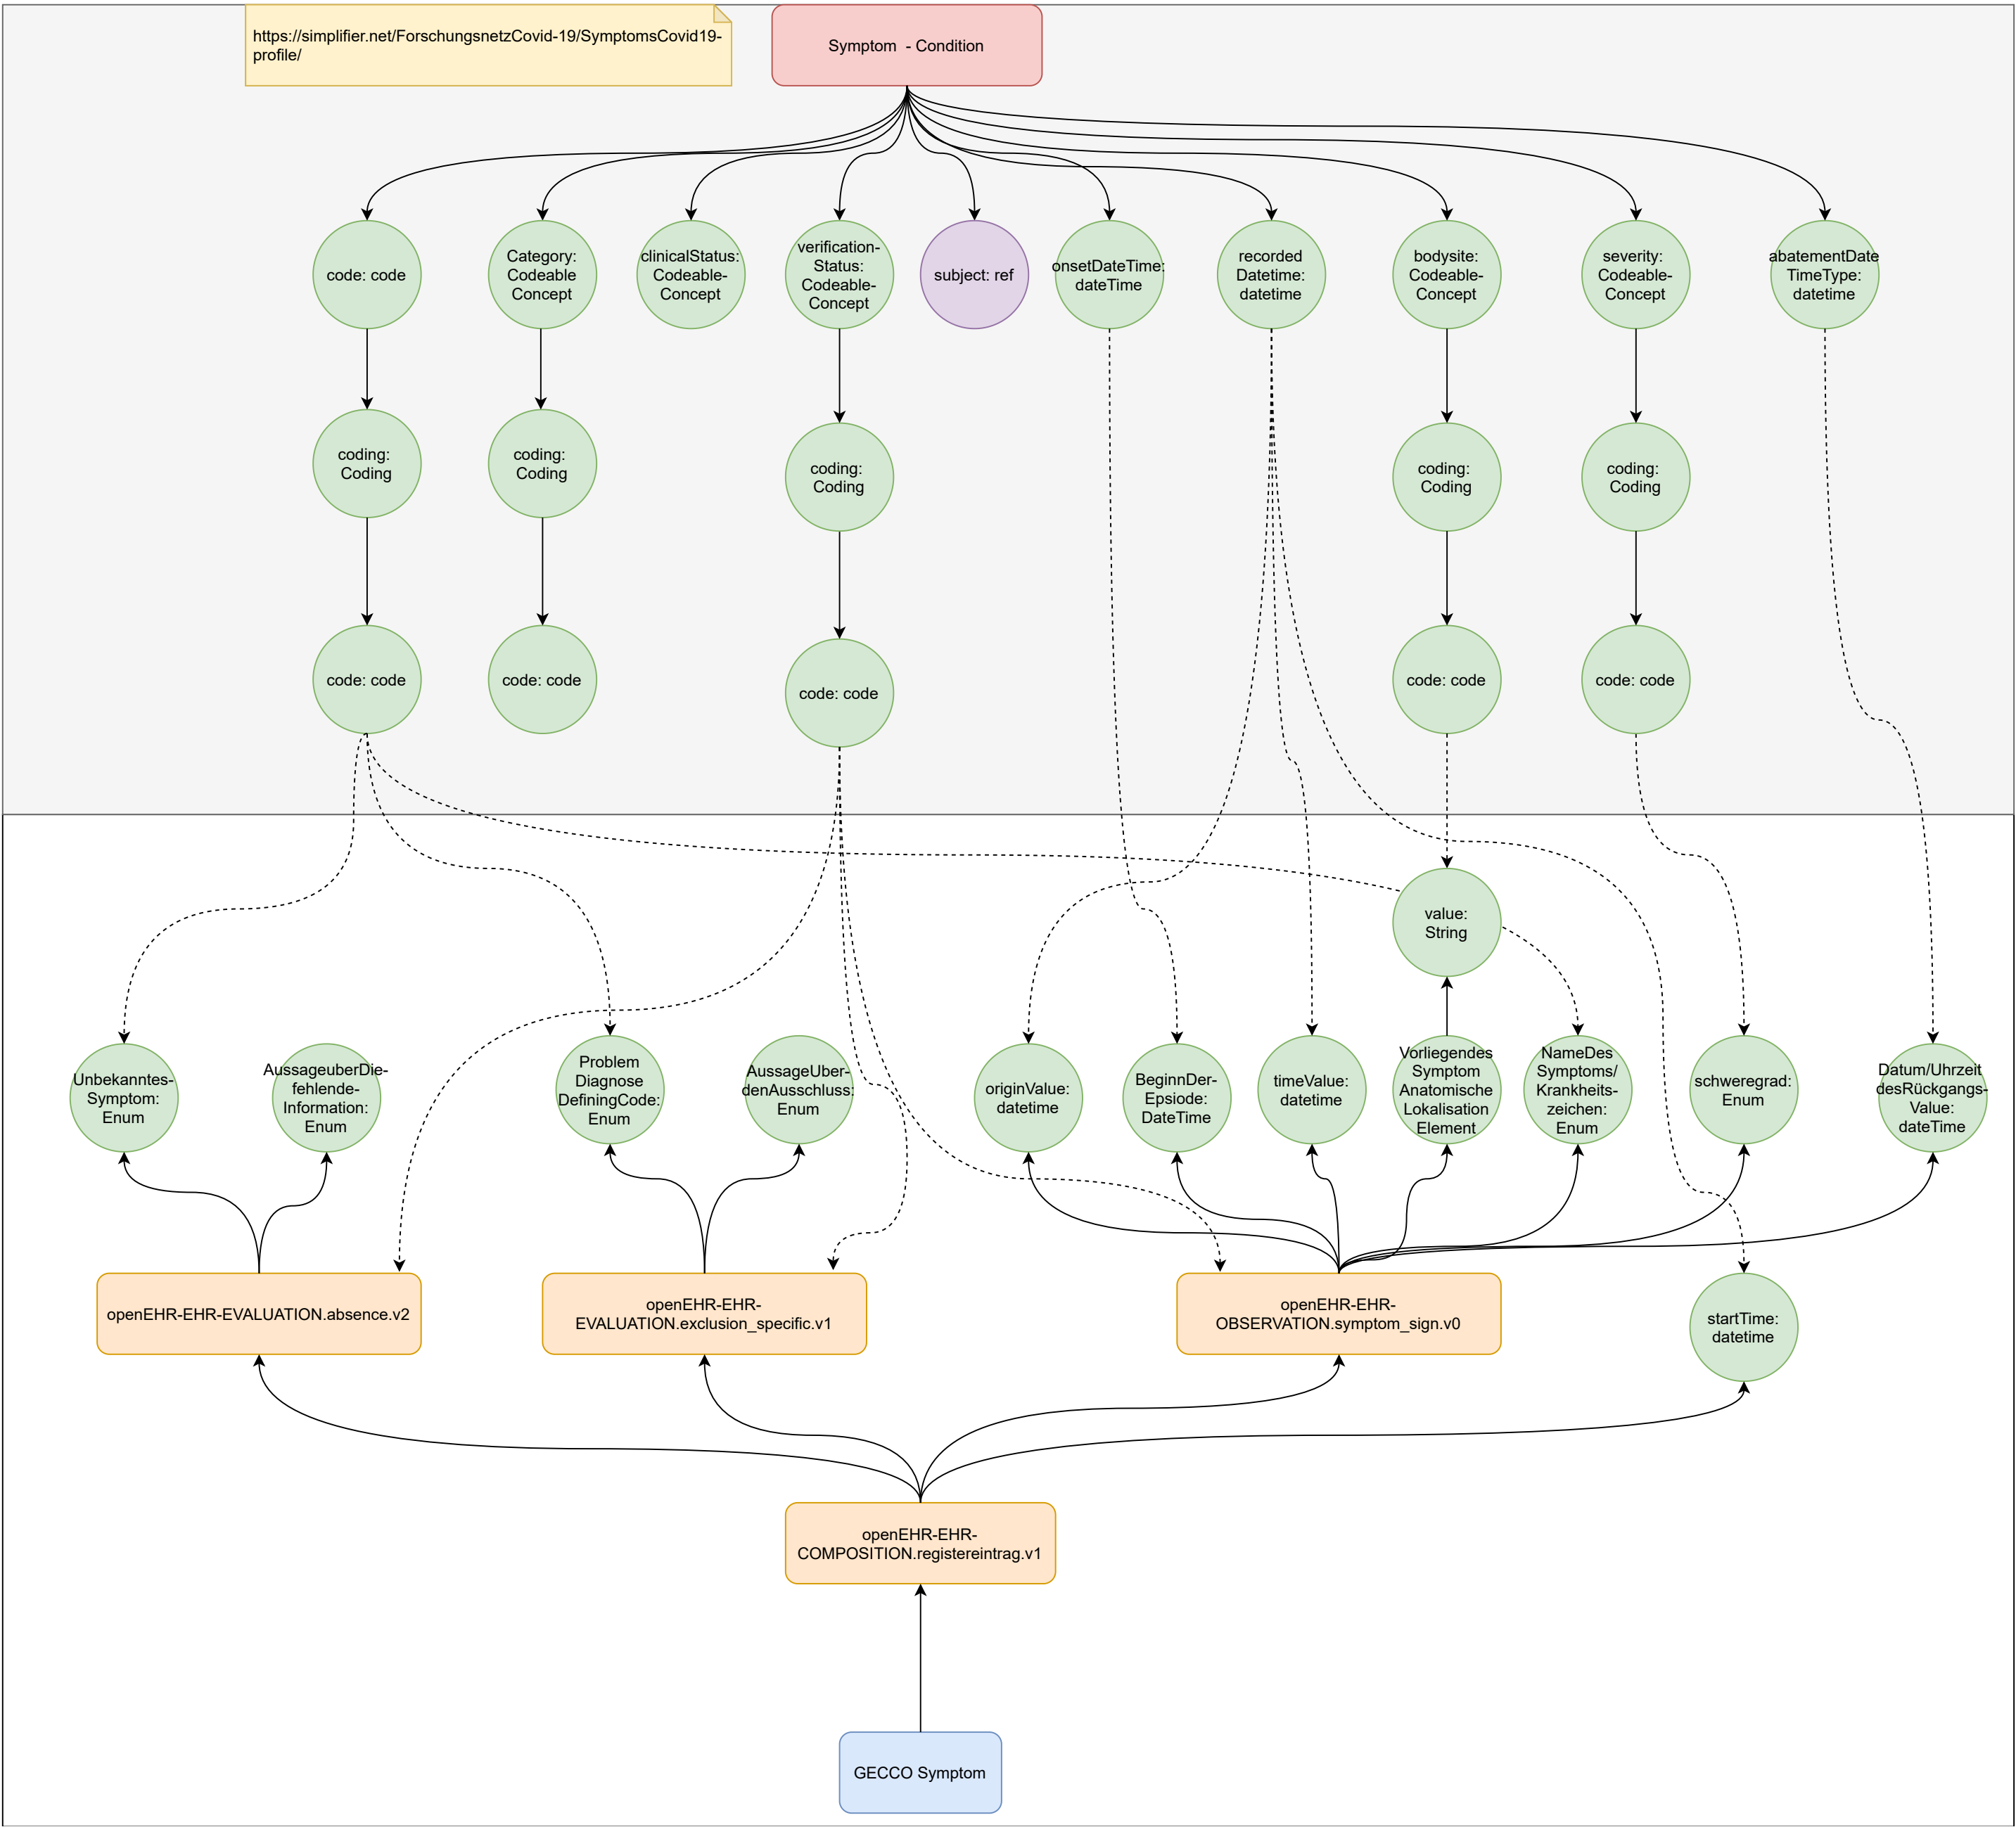 https://simplifier.net/ForschungsnetzCovid-19/SymptomsCovid19-
profile/
Symptom  - Condition
code: code
Category:
Codeable
Concept
clinicalStatus:
Codeable-
Concept
verification-
Status:
Codeable-
Concept
subject: ref
onsetDateTime:
dateTime
recorded
Datetime:
datetime
bodysite:
Codeable-
Concept
severity:
Codeable-
Concept
abatementDate
TimeType:
datetime
coding:
Coding
coding:
Coding
coding:
Coding
coding:
Coding
coding:
Coding
code: code
code: code
code: code
code: code
code: code
value:
String
Unbekanntes-
Symptom:
Enum
AussageuberDie-
fehlende-
Information:
Enum
Problem
Diagnose
DefiningCode:
Enum
AussageUber-
denAusschluss:
Enum
originValue:
datetime
BeginnDer-
Epsiode:
DateTime
timeValue:
datetime
Vorliegendes
Symptom
Anatomische
Lokalisation
Element
NameDes
Symptoms/
Krankheits-
zeichen:
Enum
schweregrad:
Enum
Datum/Uhrzeit
desRückgangs-
Value:
dateTime
openEHR-EHR-EVALUATION.absence.v2
openEHR-EHR-
EVALUATION.exclusion_specific.v1
openEHR-EHR-
OBSERVATION.symptom_sign.v0
startTime:
datetime
openEHR-EHR-
COMPOSITION.registereintrag.v1
GECCO Symptom